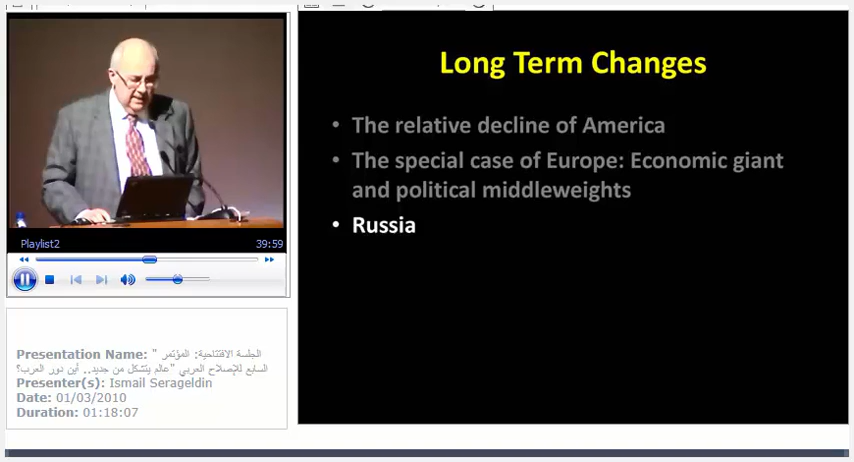 Long Term Changes
• The relative decline of America
• The special case of Europe: Economic giant
and political middleweights
• Russia
Playlist2
39:59
Presentation Name: الجلسة الافتتاحية: المؤتمر "
السابع للإصلاح العربي "عالم يتشكل من جديد.. أين دور العرب؟
Presenter(s): Ismail Serageldin
Date: 01/03/2010
Duration: 01:18:07